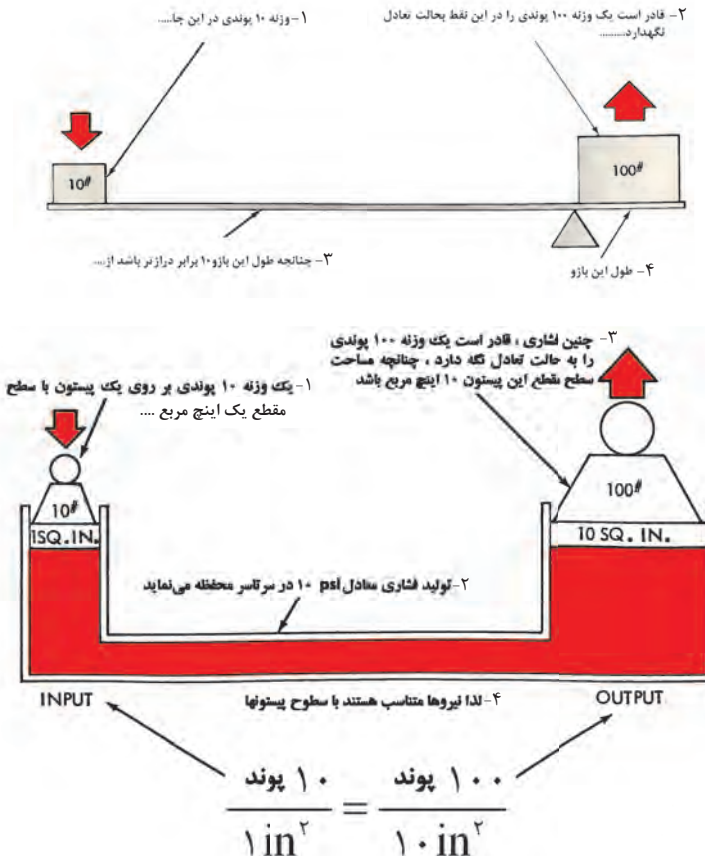 ۱- وزنه ۱۰ پوندی در این جا.....
۲- قادر است یک وزنه ۱۰۰ پوندی را در این نقط بحالت تعادل
نگهدارد.........
10#
100#
۳- چنانچه طول این بازو ۱۰ برابر درازتر باشد از....
۴- طول این بازو
۱- یک وزنه ۱۰ پوندی بر روی یک پیستون با سطح
مقطع یک اینچ مربع ....
۳- چنین فشاری ، قادر است یک وزنه ۱۰۰ پوندی
را به حالت تعادل نگه دارد ، چنانچه مساحت
سطح مقطع این پیستون ۱۰ اینچ مربع باشد
10#
1SQ. IN.
100#
10 SQ. IN.
۲- تولید فشاری معادل ۱۰ psi در سرتاسر محفظه می‌نماید
INPUT
۴- لذا نیروها متناسب هستند با سطوح پیستونها
OUTPUT
۱۰ پوند / ۱ in² = ۱۰۰ پوند / ۱۰ in²